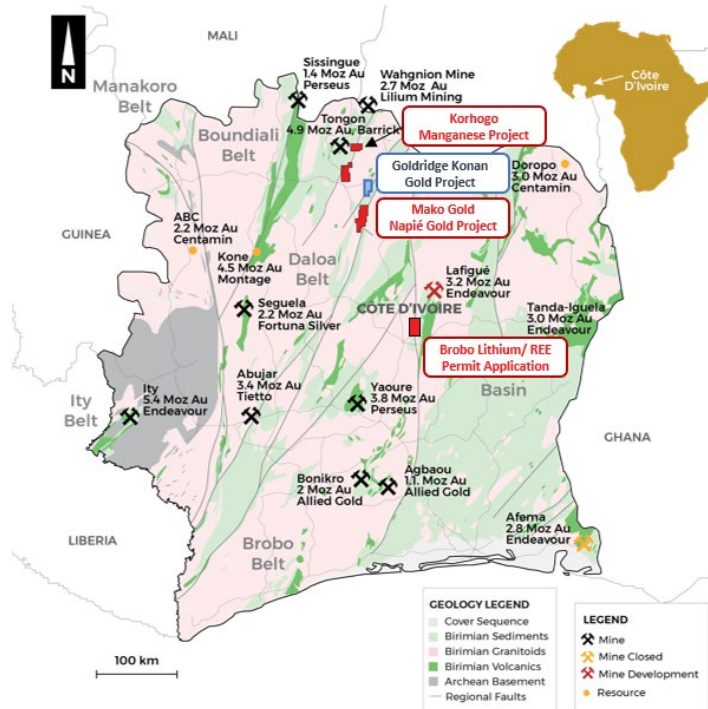 MALI
N
Sissingue
1.4 Moz Au
Perseus
Wahgnion Mine
2.7 Moz Au
Lilium Mining
Côte
D'Ivoire
Manakoro
Belt
Boundiali
Belt
Tongon
4.9 Moz Au, Barrick
Korhogo
Manganese Project
Goldridge Konan
Gold Project
Doropo
3.0 Moz Au
Centamin
Mako Gold
Napié Gold Project
GUINEA
ABC
2.2 Moz Au
Centamin
Kone
4.5 Moz Au
Montage
Daloa
Belt
Lafigué
3.2 Moz Au
Endeavour
Seguela
2.2 Moz Au
Fortuna Silver
CÔTE D'IVOIRE
Tanda-Iguela
3.0 Moz Au
Endeavour
Brobo Lithium/ REE
Permit Application
Ity
Belt
Ity
5.4 Moz Au
Endeavour
Abujar
3.4 Moz Au
Tietto
Yaoure
3.8 Moz Au
Perseus
Basin
GHANA
Bonikro
2 Moz Au
Allied Gold
Agbaou
1.1. Moz Au
Allied Gold
Afema
2.8 Moz Au
Endeavour
LIBERIA
Brobo
Belt
100 km
GEOLOGY LEGEND
Cover Sequence
Birimian Sediments
Birimian Granitoids
Birimian Volcanics
Archean Basement
Regional Faults
LEGEND
Mine
Mine Closed
Mine Development
Resource